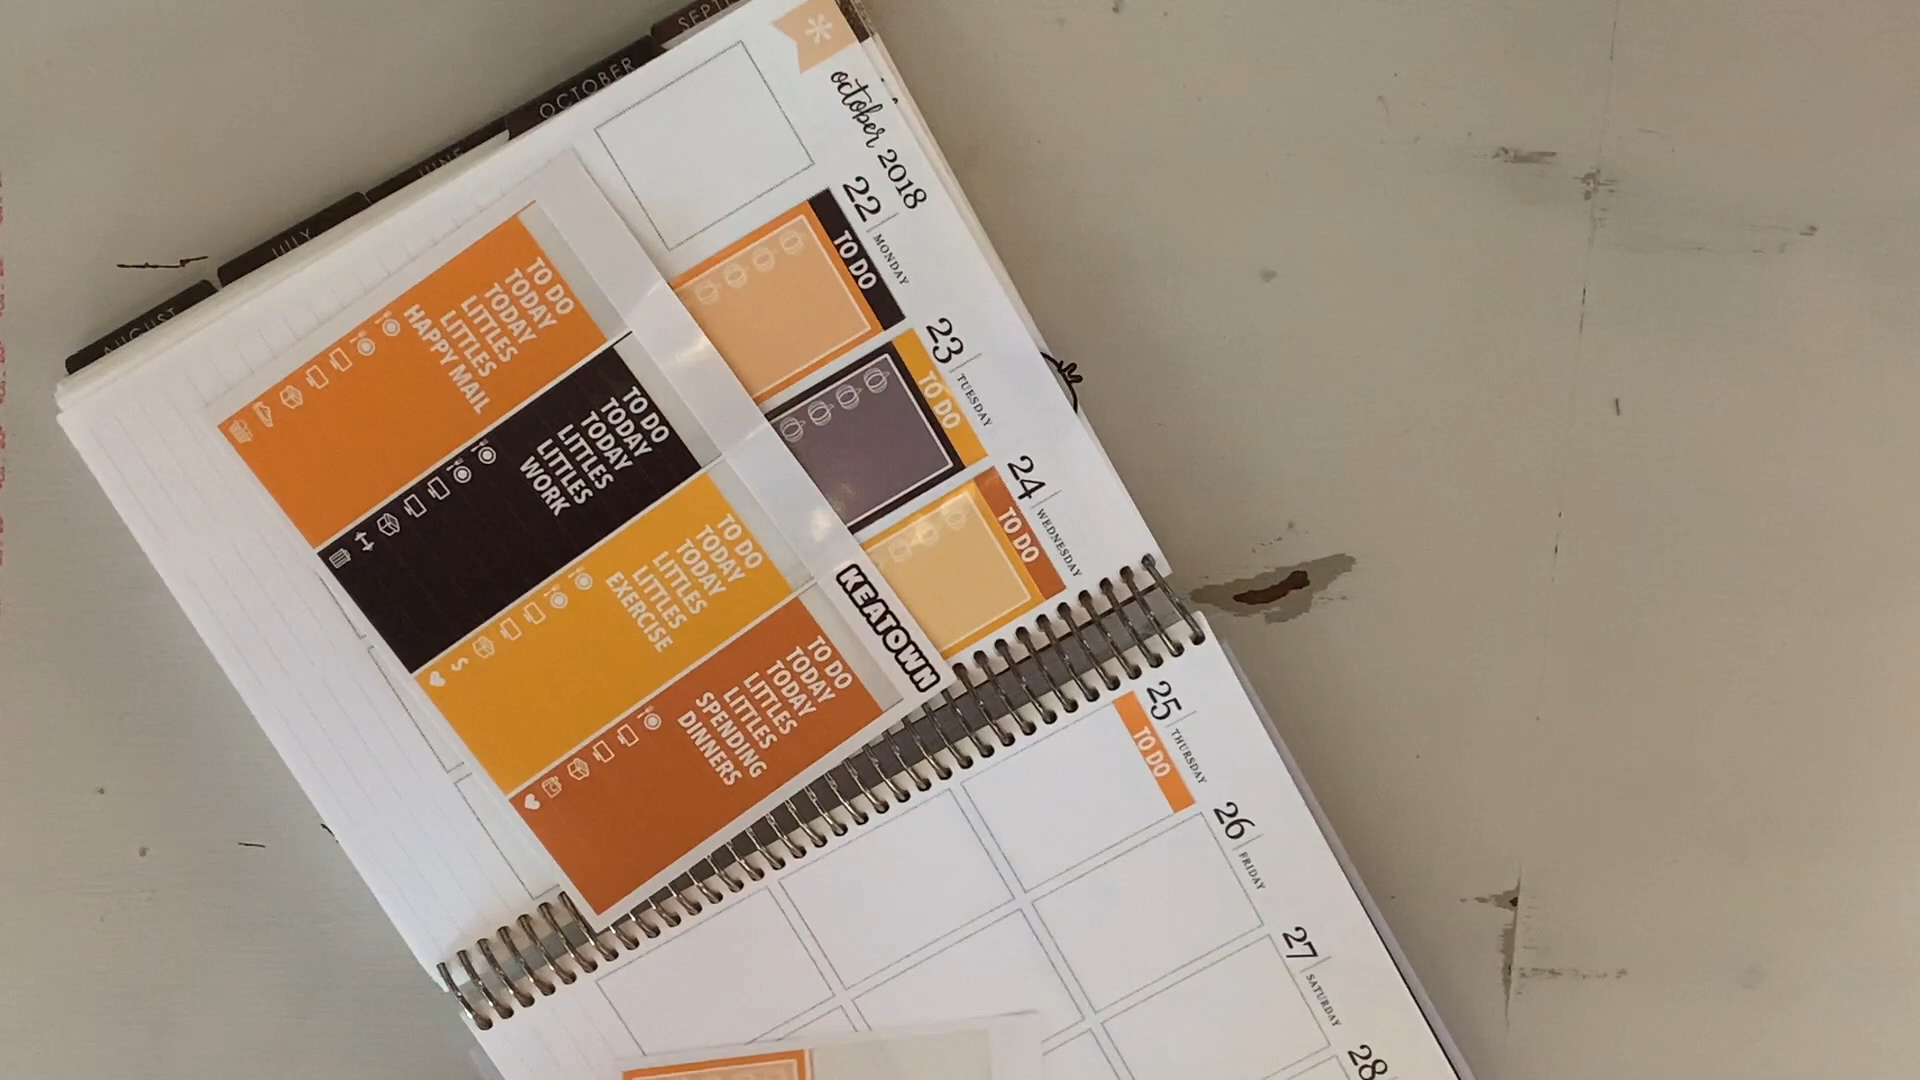 SEPTE
OCTOBER
JUNE
JULY
AUGUST
october 2018
22
MONDAY
TO DO
23
TUESDAY
TO DO
24
WEDNESDAY
TO DO
25
THURSDAY
TO DO
26
FRIDAY
27
SATURDAY
28
TO DO
TODAY
TODAY
LITTLES
LITTLES
HAPPY MAIL
TO DO
TODAY
TODAY
LITTLES
LITTLES
WORK
TO DO
TODAY
TODAY
LITTLES
LITTLES
EXERCISE
$
TO DO
TODAY
TODAY
LITTLES
LITTLES
SPENDING
DINNERS
KEATOWN